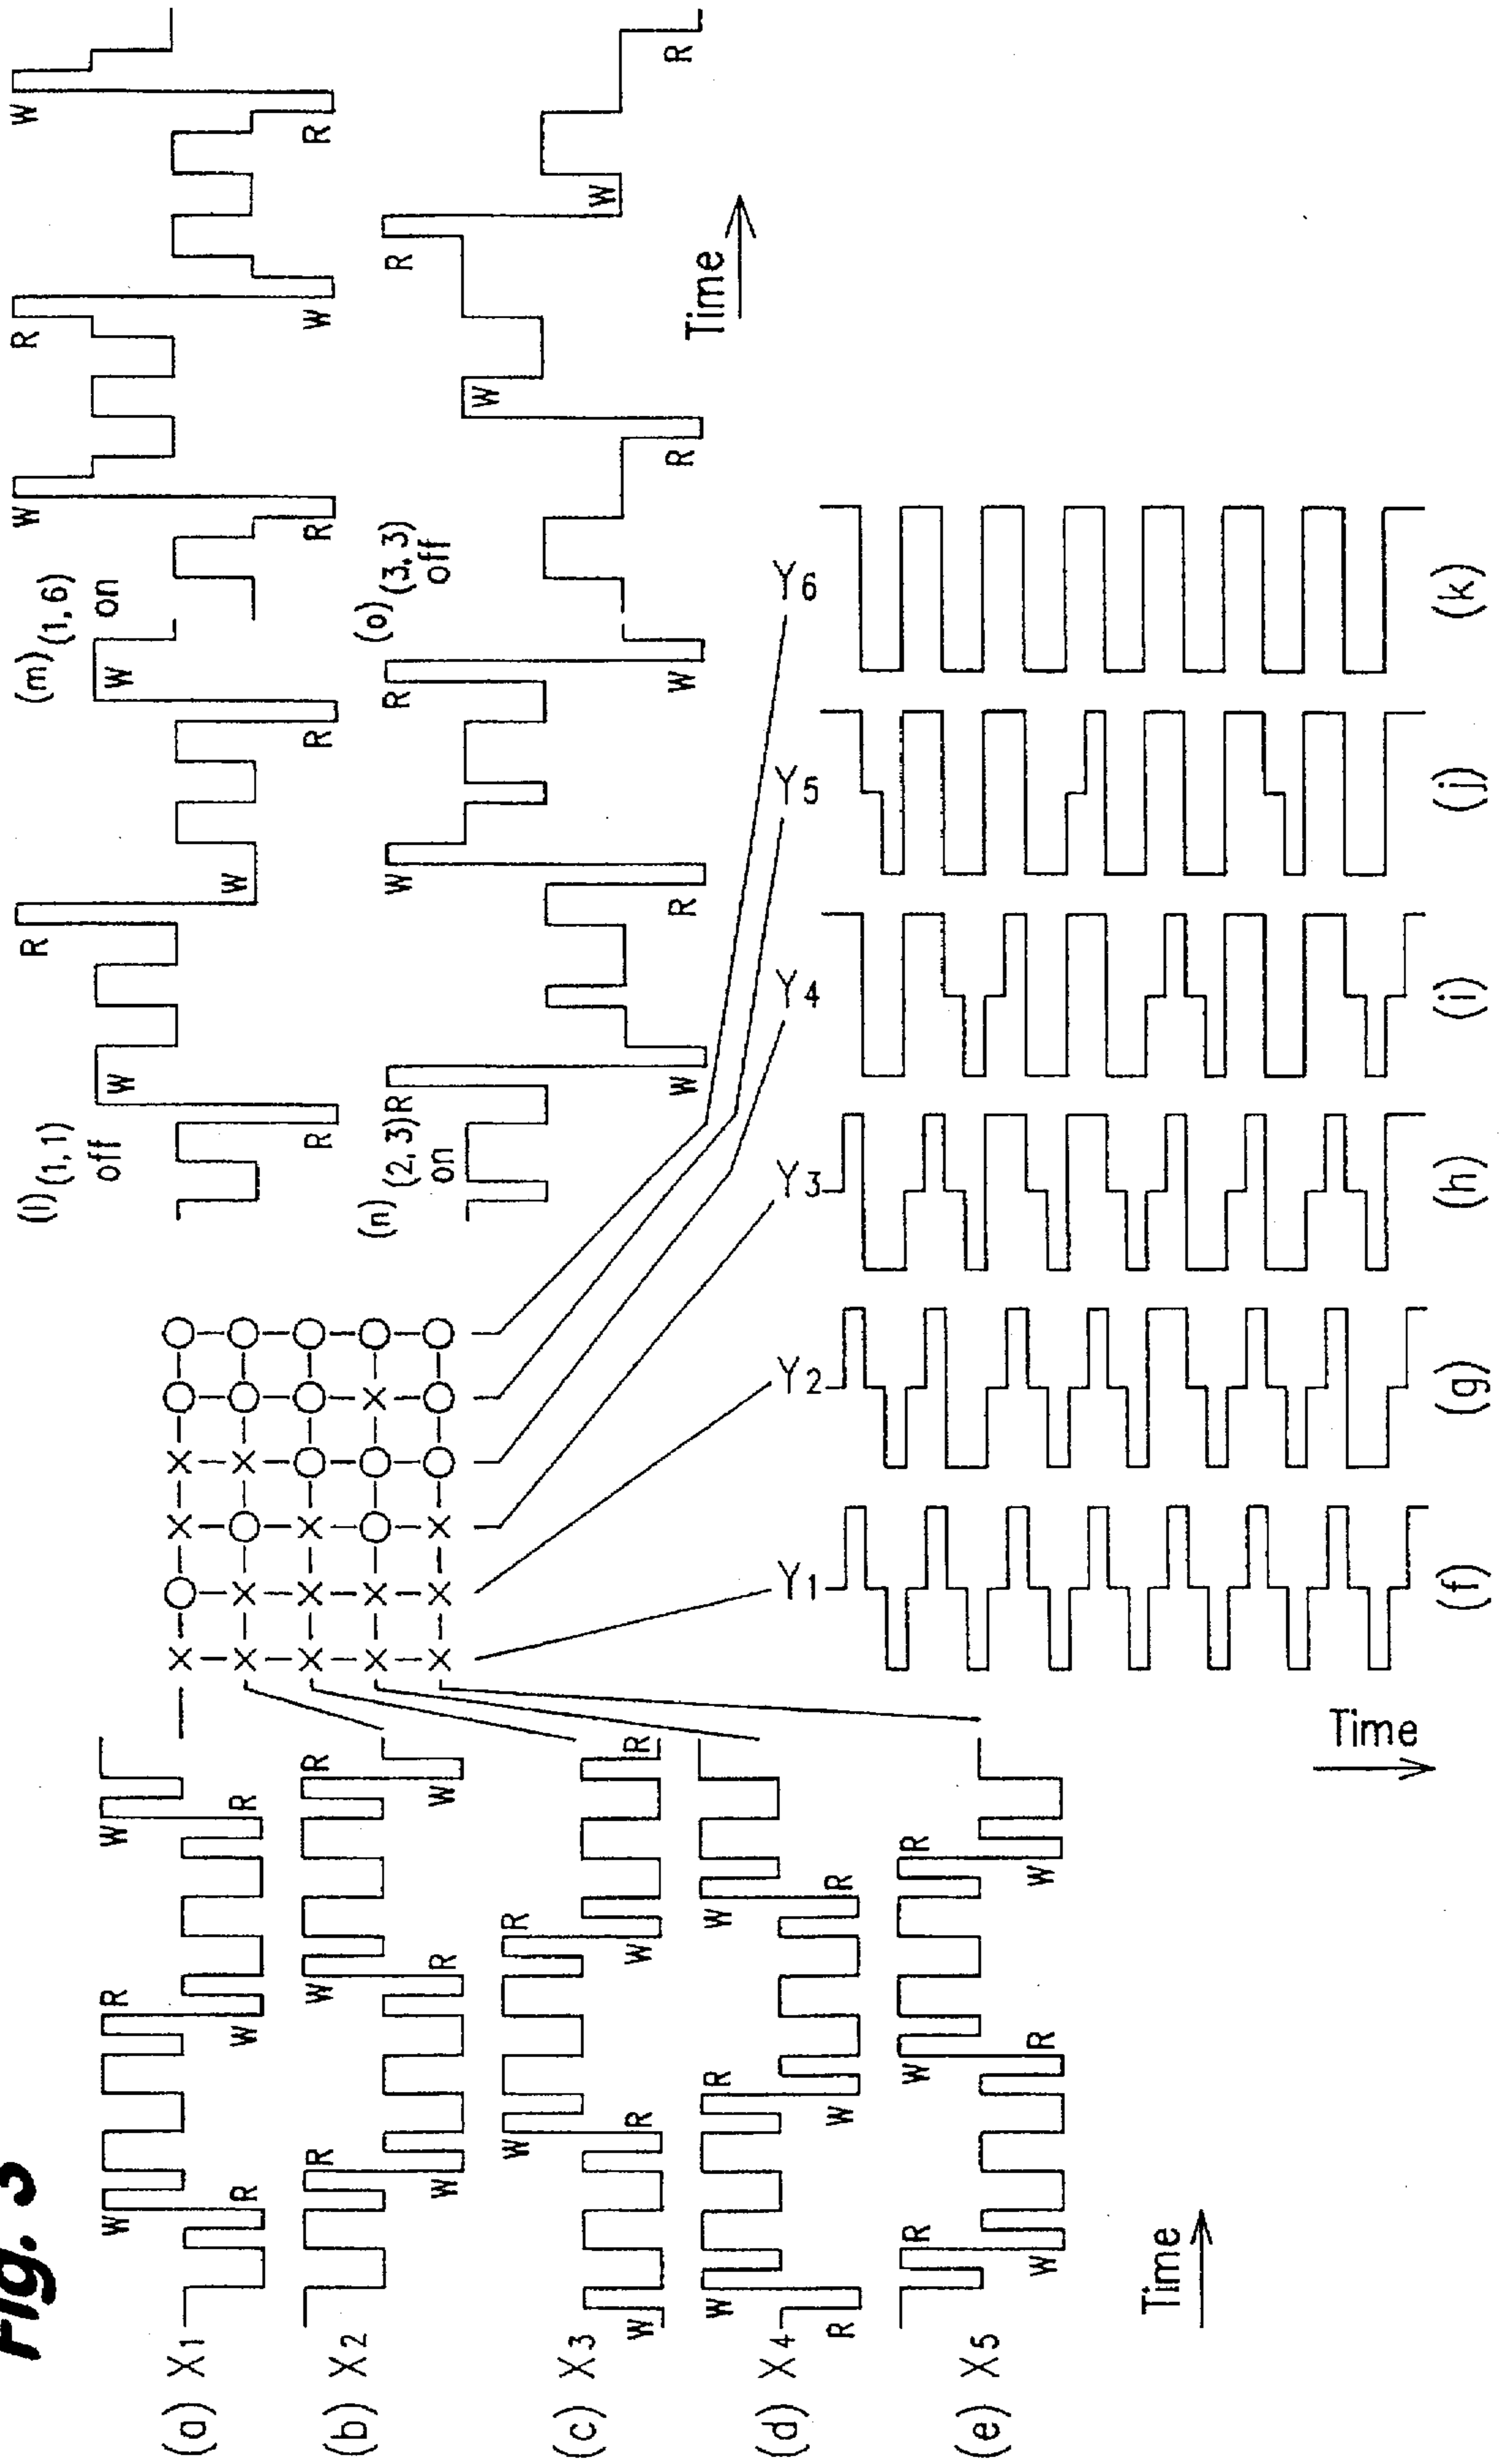 Fig. 3
(a) X1
W
R
W
R
W
R
(b) X2
W
R
W
R
W
R
(c) X3
W
R
W
R
W
R
(d) X4
R
W
R
W
R
W
(e) X5
R
W
R
W
R
W
Time
(l) (1, 1)
off
R
W
R
W
R
W
(m) (1, 6)
on
R
W
R
W
R
W
(n) (2, 3)
on
R
W
R
W
R
W
(o) (3, 3)
off
R
W
R
W
R
Time
Y1
Y2
Y3
Y4
Y5
Y6
Time
(f)
(g)
(h)
(i)
(j)
(k)